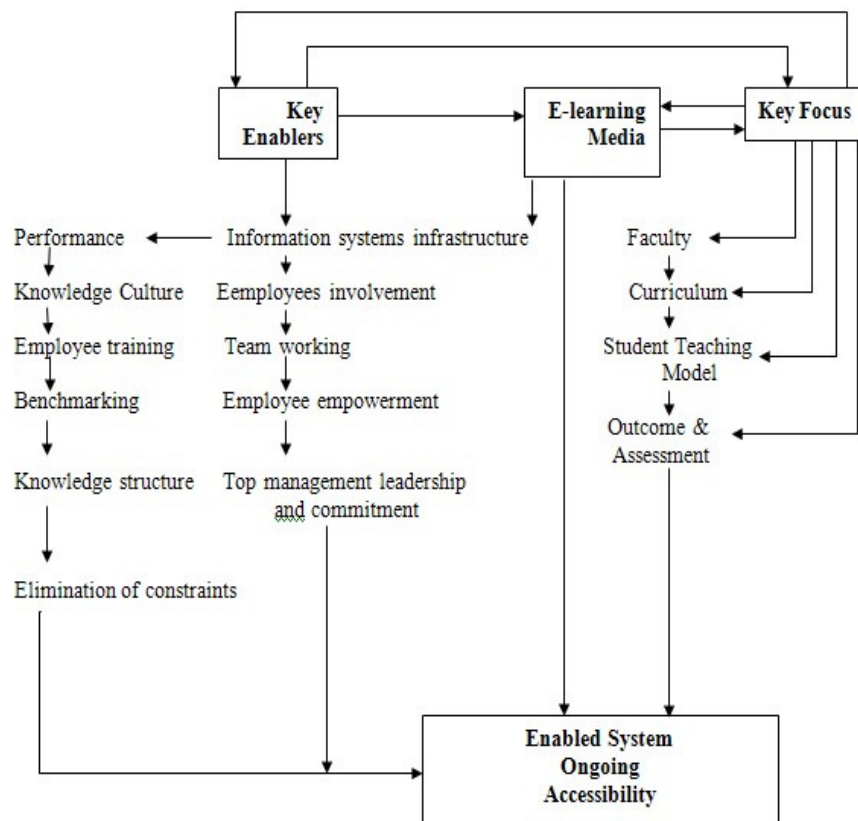 Key
Enablers
E-learning
Media
Key Focus
Performance
Information systems infrastructure
Faculty
Knowledge Culture
Eemployees involvement
Curriculum
Employee training
Team working
Student Teaching
Model
Benchmarking
Employee empowerment
Outcome &
Assessment
Knowledge structure
Top management leadership
and commitment
Elimination of constraints
Enabled System
Ongoing
Accessibility